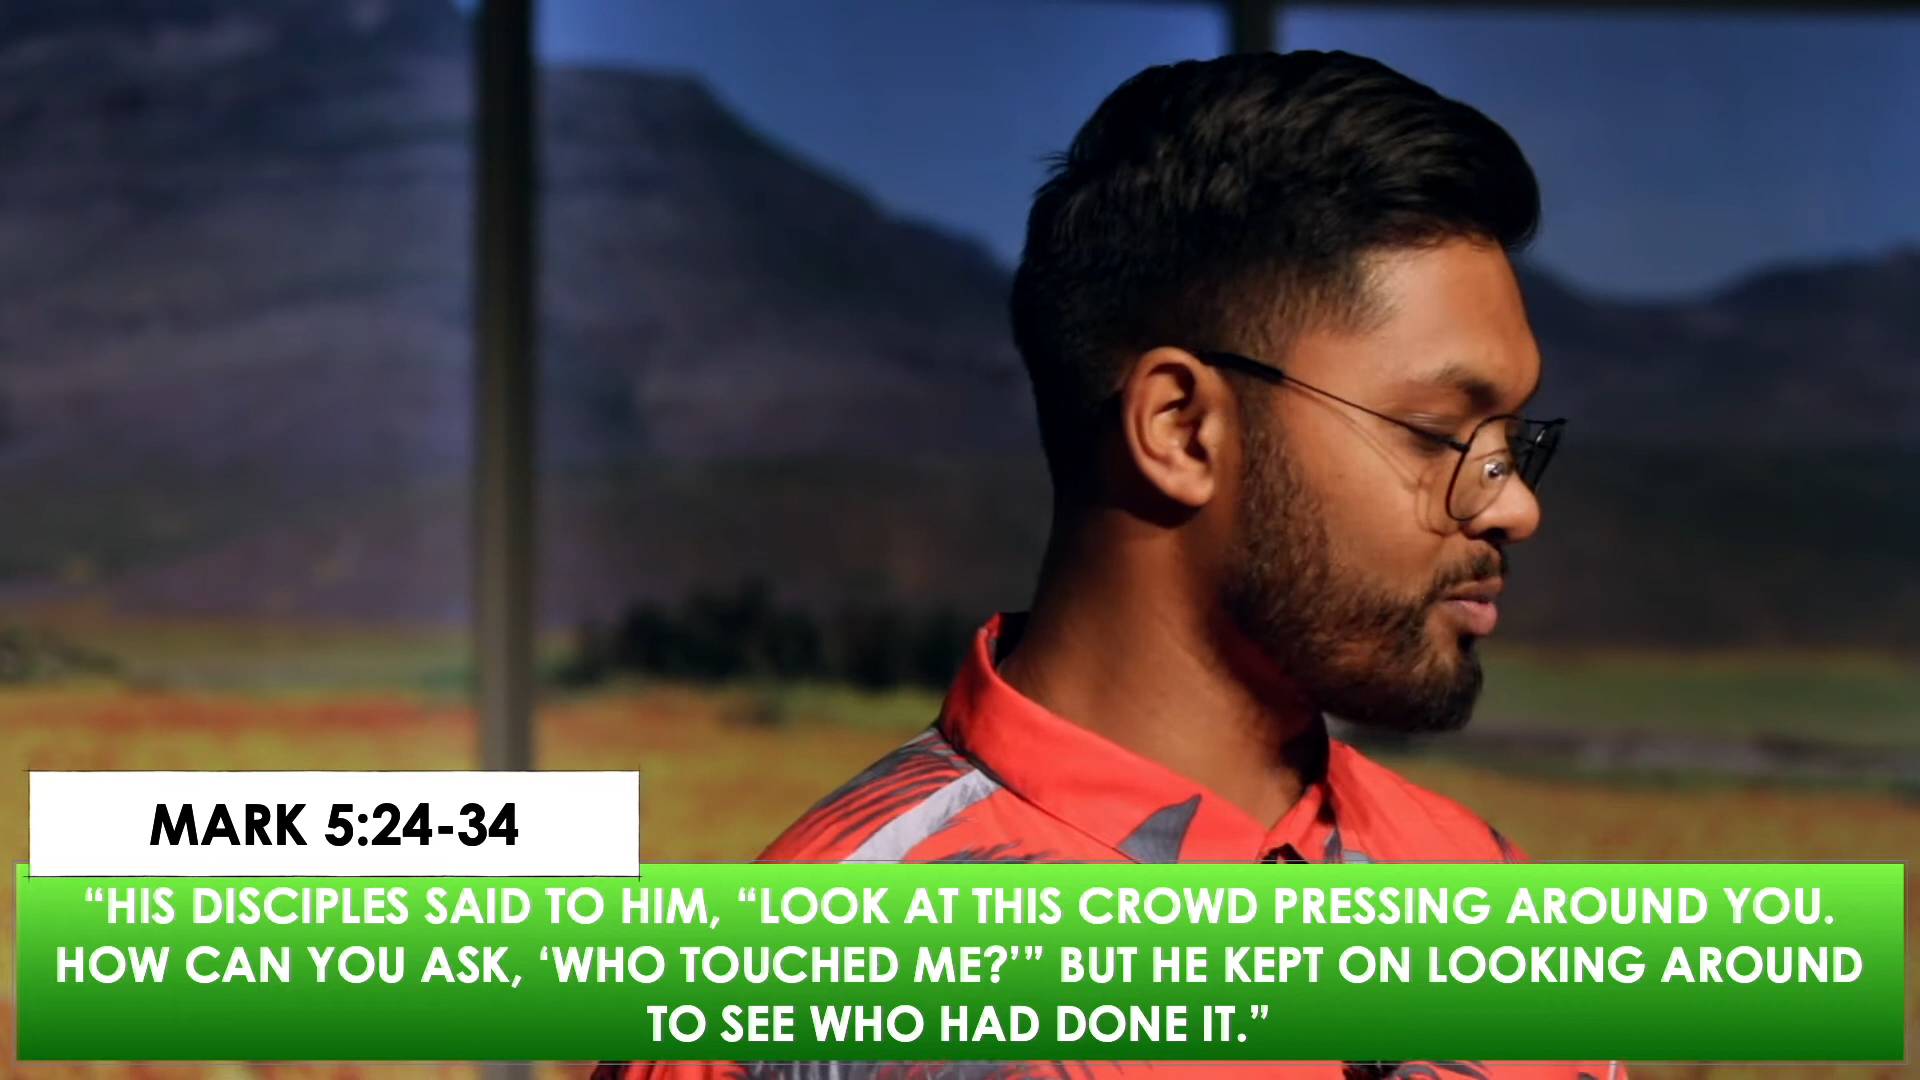 MARK 5:24-34
“HIS DISCIPLES SAID TO HIM, “LOOK AT THIS CROWD PRESSING AROUND YOU.
HOW CAN YOU ASK, ‘WHO TOUCHED ME?’” BUT HE KEPT ON LOOKING AROUND
TO SEE WHO HAD DONE IT.”